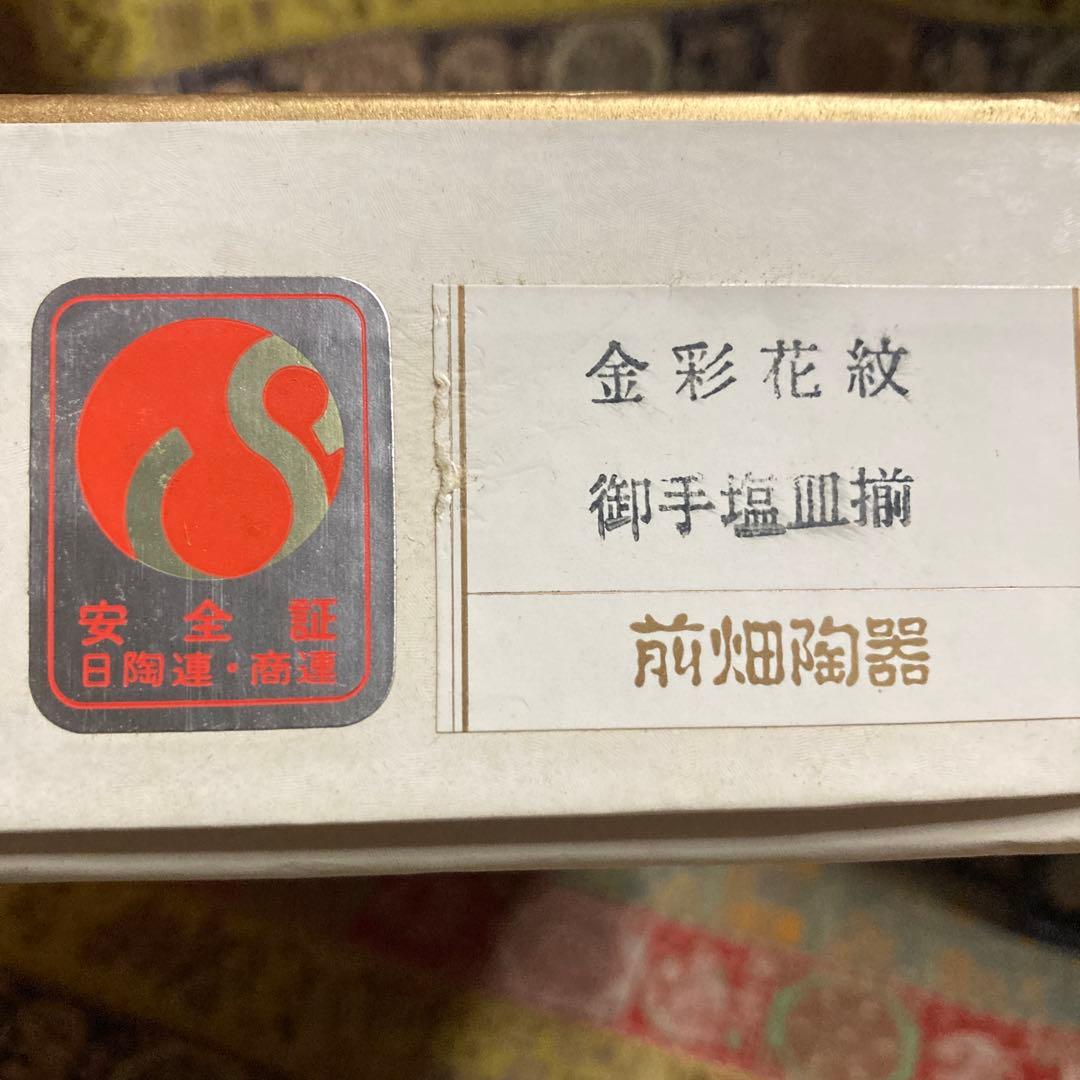 安全証
日陶連・商連
金彩花紋
御手塩皿揃
前畑陶器